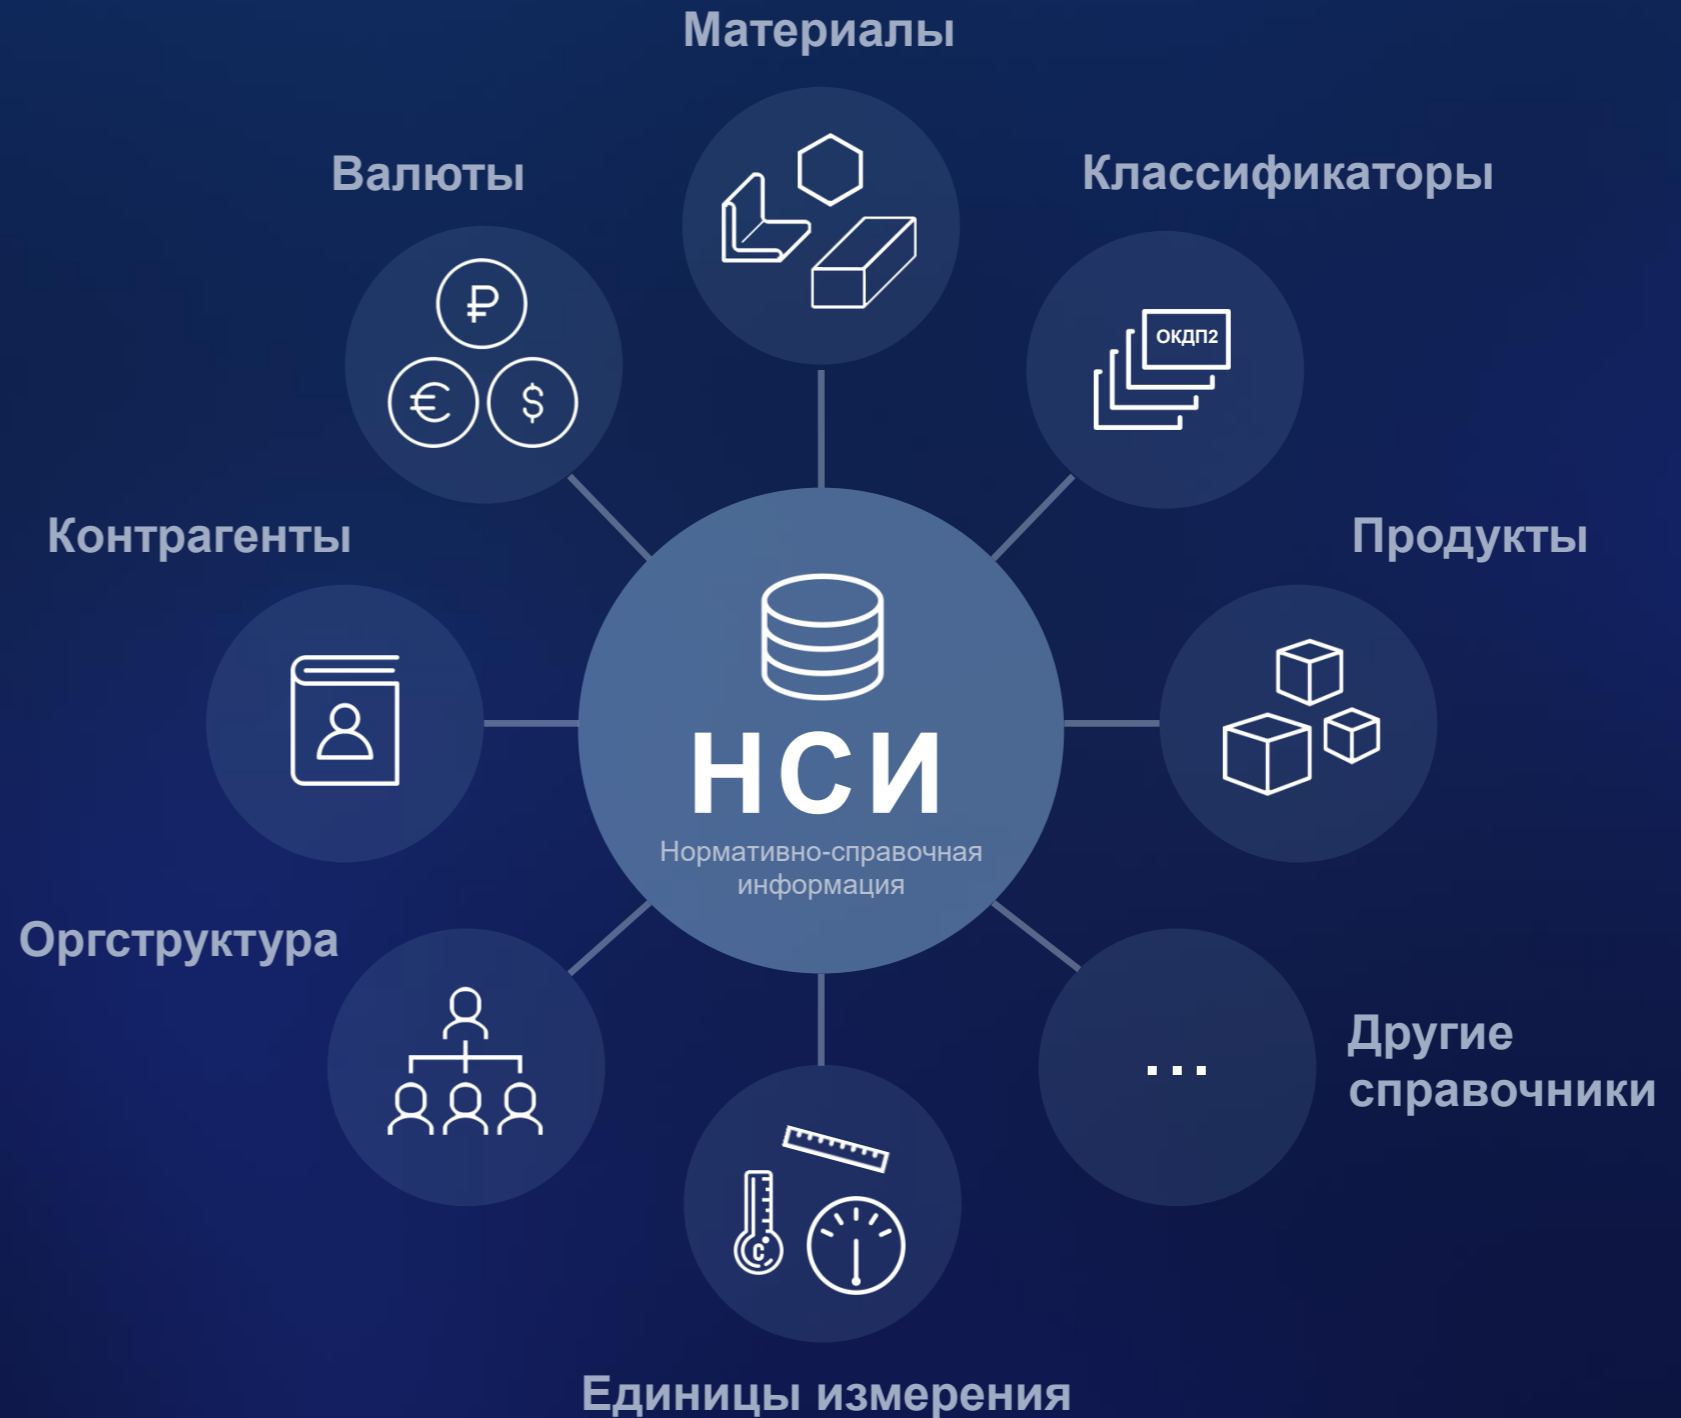 Материалы
Валюты
Классификаторы
₽
ОКДП2
€
$
Контрагенты
Продукты
НСИ
Нормативно-справочная
информация
Оргструктура
Другие
справочники
...
C
Единицы измерения